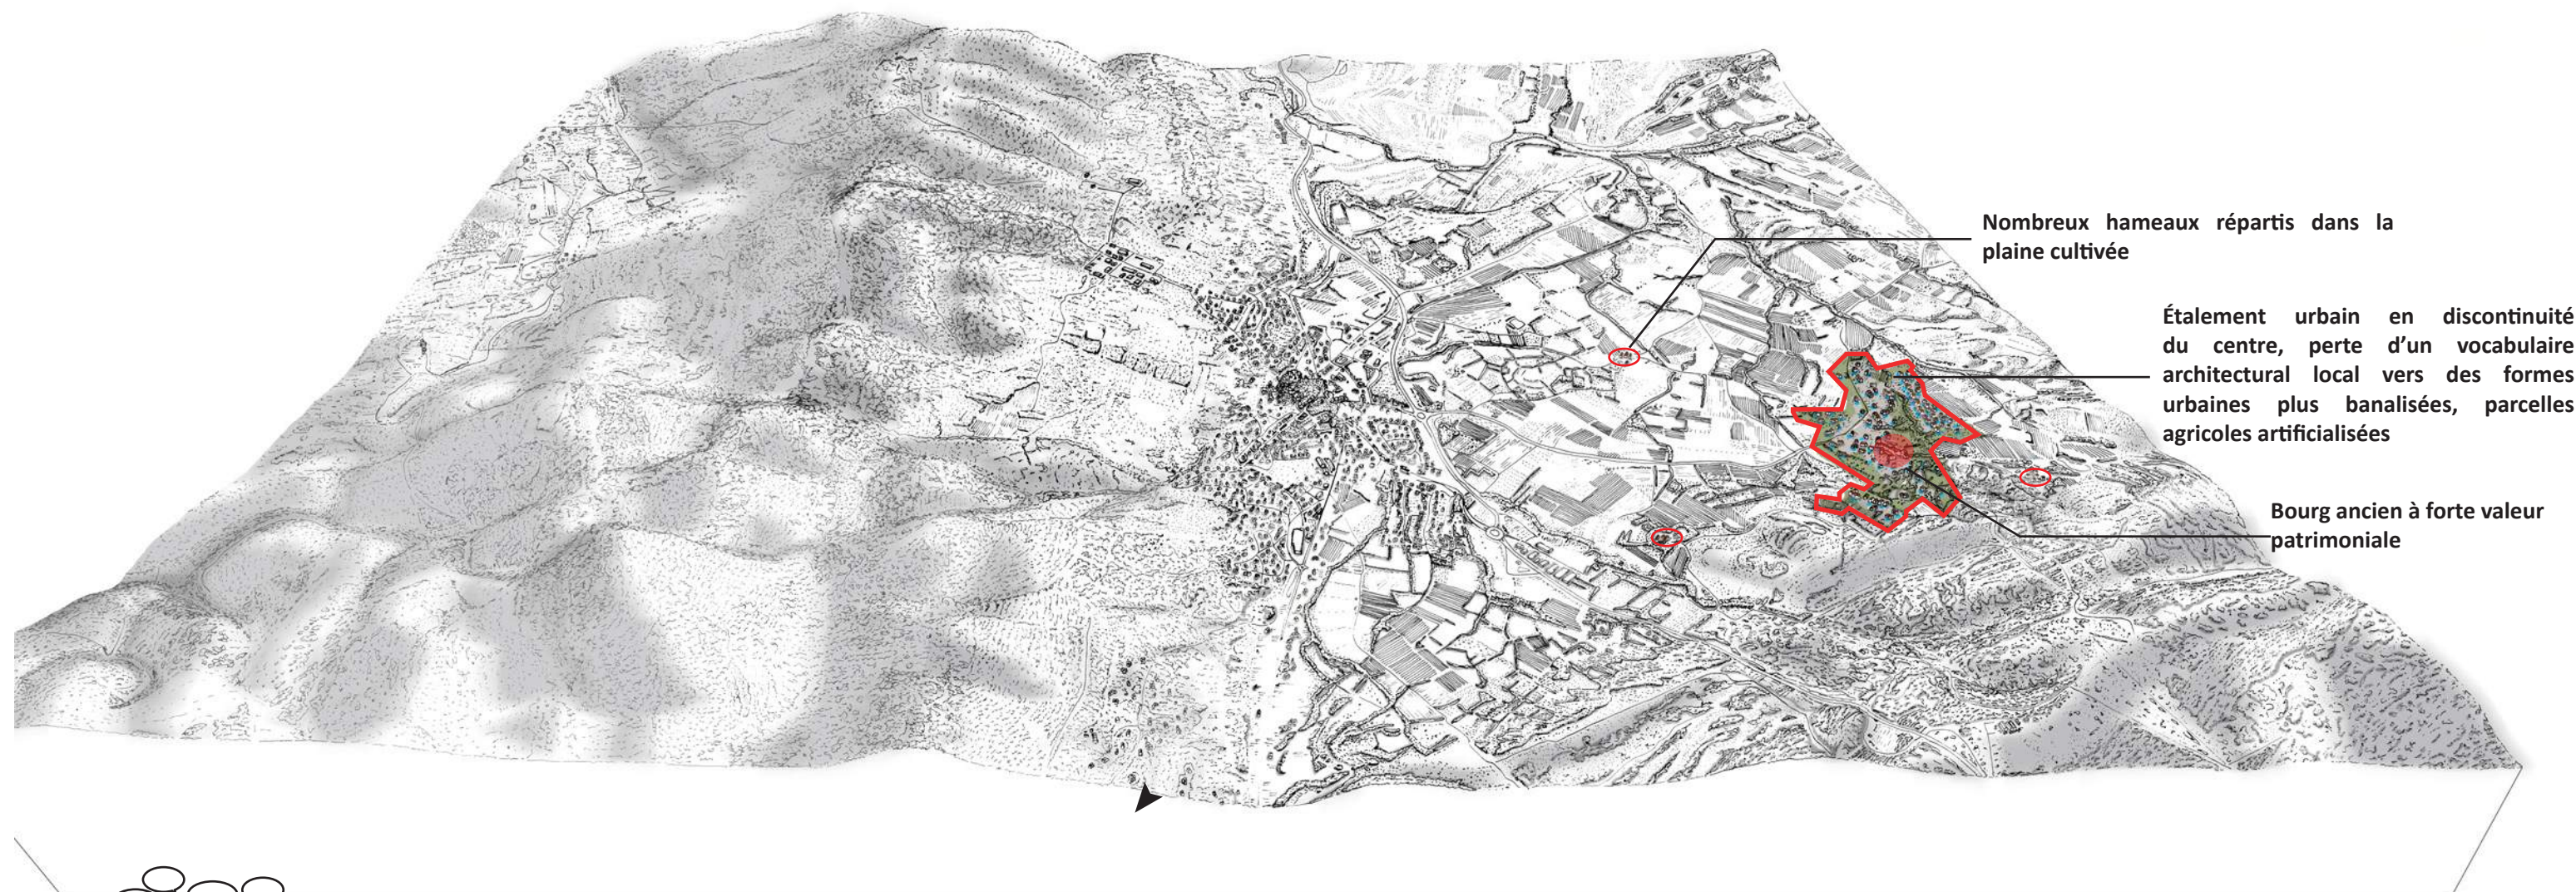 Nombreux hameaux répartis dans la
plaine cultivée
Étalement urbain en discontinuité
du centre, perte d’un vocabulaire
architectural local vers des formes
urbaines plus banalisées, parcelles
agricoles artificialisées
Bourg ancien à forte valeur
patrimoniale